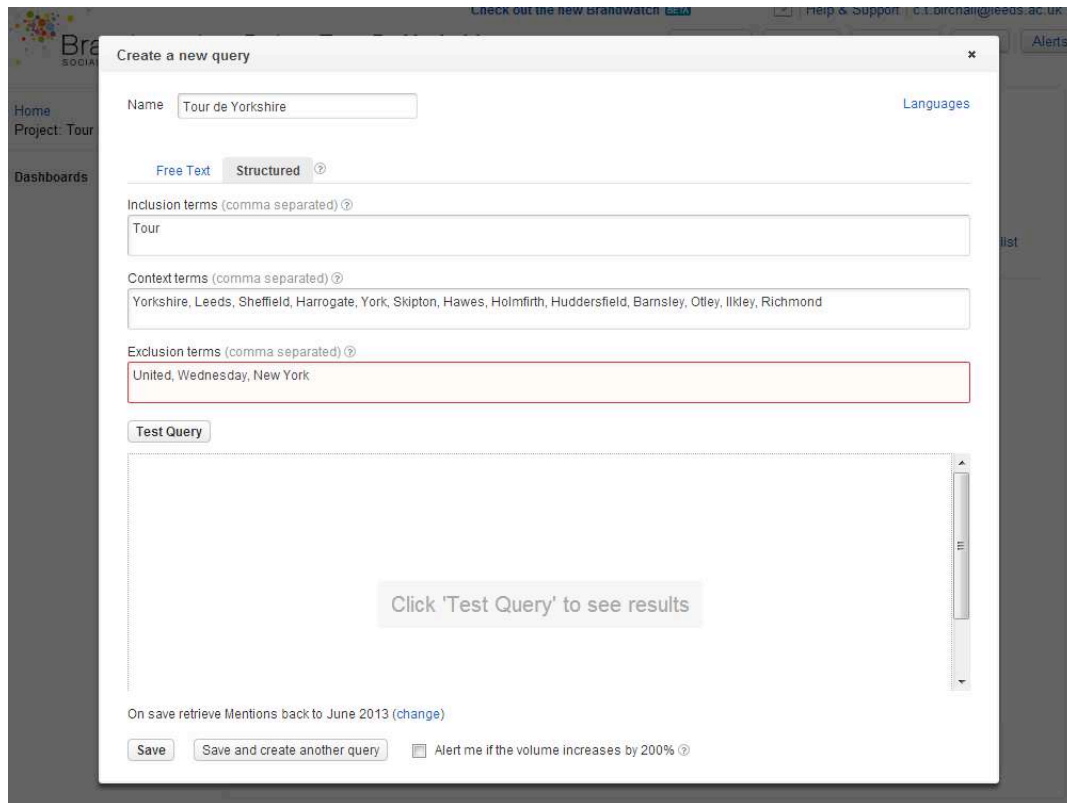 Check out the new Brandwatch BETA
Help & Support c.t.birchall@leeds.ac.uk
Bra
SOCIAL
Alerts
Create a new query
Home
Project: Tour
Dashboards
list
Name Tour de Yorkshire Languages
Free Text Structured
Inclusion terms (comma separated)
Tour
Context terms (comma separated)
Yorkshire, Leeds, Sheffield, Harrogate, York, Skipton, Hawes, Holmfirth, Huddersfield, Barnsley, Otley, Ilkley, Richmond
Exclusion terms (comma separated)
United, Wednesday, New York
Test Query
Click 'Test Query' to see results
On save retrieve Mentions back to June 2013 (change)
Save Save and create another query Alert me if the volume increases by 200%